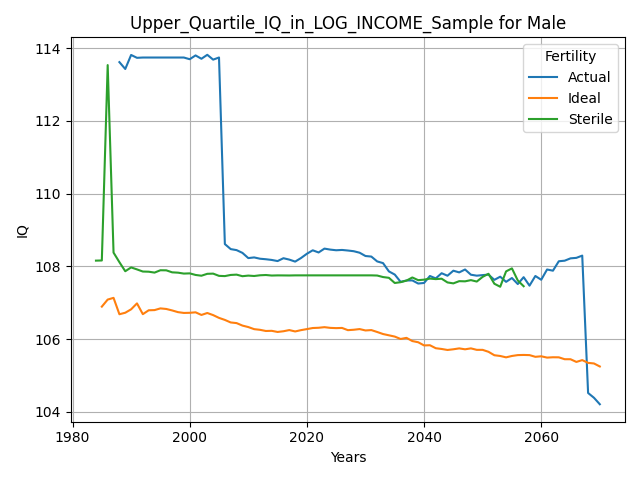 Upper_Quartile_IQ_in_LOG_INCOME_Sample for Male
114
112
110
108
106
104
IQ
Fertility
Actual
Ideal
Sterile
1980
2000
2020
2040
2060
Years